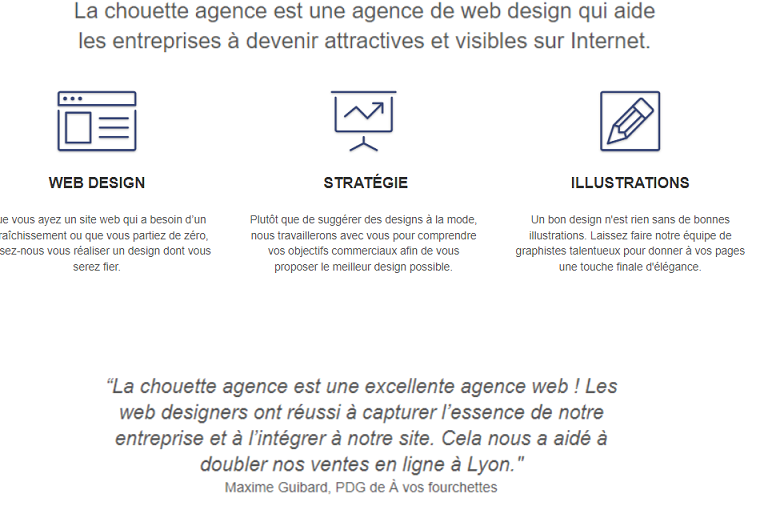 La chouette agence est une agence de web design qui aide
les entreprises à devenir attractives et visibles sur Internet.
WEB DESIGN
vous ayez un site web qui a besoin d’un
ou que vous partiez de zéro,
vous réaliser un design dont vous
serez fier.
STRATÉGIE
Plutôt que de suggérer des designs à la mode,
nous travaillerons avec vous pour comprendre
vos objectifs commerciaux afin de vous
proposer le meilleur design possible.
ILLUSTRATIONS
Un bon design n'est rien sans de bonnes
illustrations. Laissez faire notre équipe de
graphistes talentueux pour donner à vos pages
une touche finale d'élégance.
“La chouette agence est une excellente agence web ! Les
web designers ont réussi à capturer l’essence de notre
entreprise et à l’intégrer à notre site. Cela nous a aidé à
doubler nos ventes en ligne à Lyon."
Maxime Guibard, PDG de À vos fourchettes